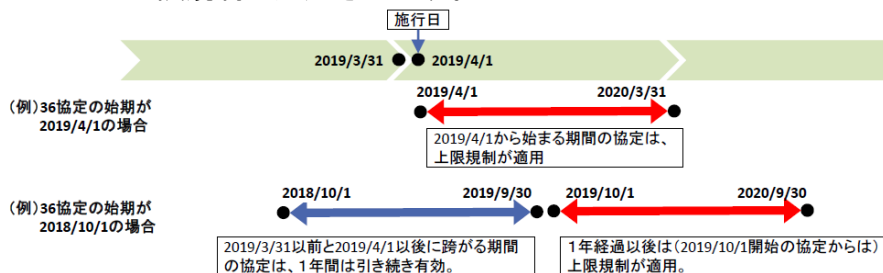 施行日
2019/3/31
2019/4/1
(例)36協定の始期が
2019/4/1の場合
2019/4/1
2020/3/31
2019/4/1から始まる期間の協定は、
上限規制が適用
(例)36協定の始期が
2018/10/1の場合
2018/10/1
2019/9/30
2019/10/1
2020/9/30
2019/3/31以前と2019/4/1以後に跨がる期間
の協定は、1年間は引き続き有効。
1年経過以後は(2019/10/1開始の協定からは)
上限規制が適用。